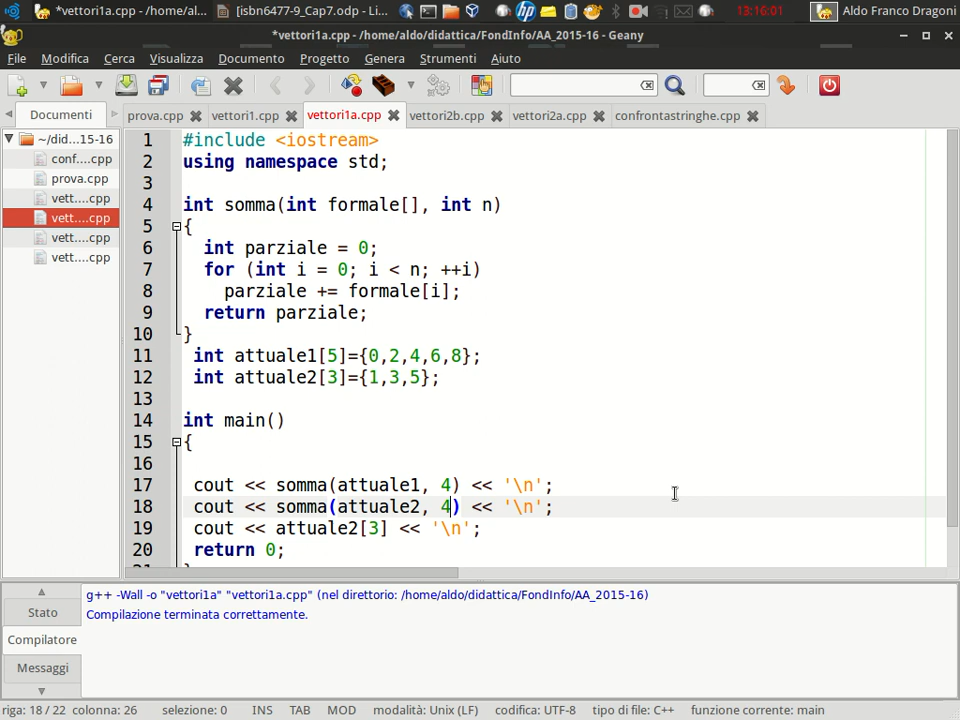 *vettori1a.cpp - /home/al...
[isbn6477-9_Cap7.odp - Li...
13:16:01
Aldo Franco Dragoni
*vettori1a.cpp - /home/aldo/didattica/FondInfo/AA_2015-16 - Geany
File Modifica Cerca Visualizza Documento Progetto Genera Strumenti Aiuto
Documenti
prova.cpp
vettori1.cpp
vettori1a.cpp
vettori2b.cpp
vettori2a.cpp
confrontastringhe.cpp
~/did...15-16
conf....cpp
prova.cpp
vett....cpp
vett....cpp
vett....cpp
vett....cpp
1 #include <iostream>
2 using namespace std;
3
4 int somma(int formale[], int n)
5 {
6 int parziale = 0;
7 for (int i = 0; i < n; ++i)
8 parziale += formale[i];
9 return parziale;
10 }
11 int attuale1[5]={0,2,4,6,8};
12 int attuale2[3]={1,3,5};
13
14 int main()
15 {
16
17 cout << somma(attuale1, 4) << '\n';
18 cout << somma(attuale2, 4) << '\n';
19 cout << attuale2[3] << '\n';
20 return 0;
Stato
Compilatore
Messaggi
g++ -Wall -o "vettori1a" "vettori1a.cpp" (nel direttorio: /home/aldo/didattica/FondInfo/AA_2015-16)
Compilazione terminata correttamente.
riga: 18 / 22 colonna: 26 selezione: 0 INS TAB MOD modalità: Unix (LF) codifica: UTF-8 tipo di file: C++ funzione corrente: main